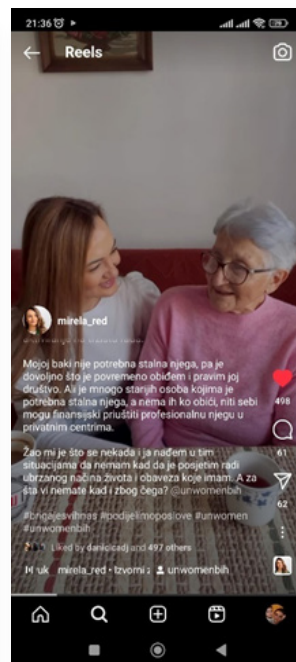 21:36
Reels
mirela_red
Mojoj baki nije potrebna stalna njega, pa je
dovoljno što je povremeno obiđem i pravim joj
društvo. Ali je mnogo starijih osoba kojima je
potrebna stalna njega, a nema ih ko obići, niti sebi
mogu finansijski priuštiti profesionalnu njegu u
privatnim centrima.
Žao mi je što se nekada i ja nađem u tim
situacijama da nemam kad da je posjetim radi
ubrzanog načina života i obaveza koje imam. A za
šta vi nemate kad i zbog čega? @unwomenbih
#brigajesvihnas #podijelimoposlove #unwomen
#unwomenbih
498
61
62
Liked by danicicadj and 497 others
uk mirela_red • Izvorni z unwomenbih